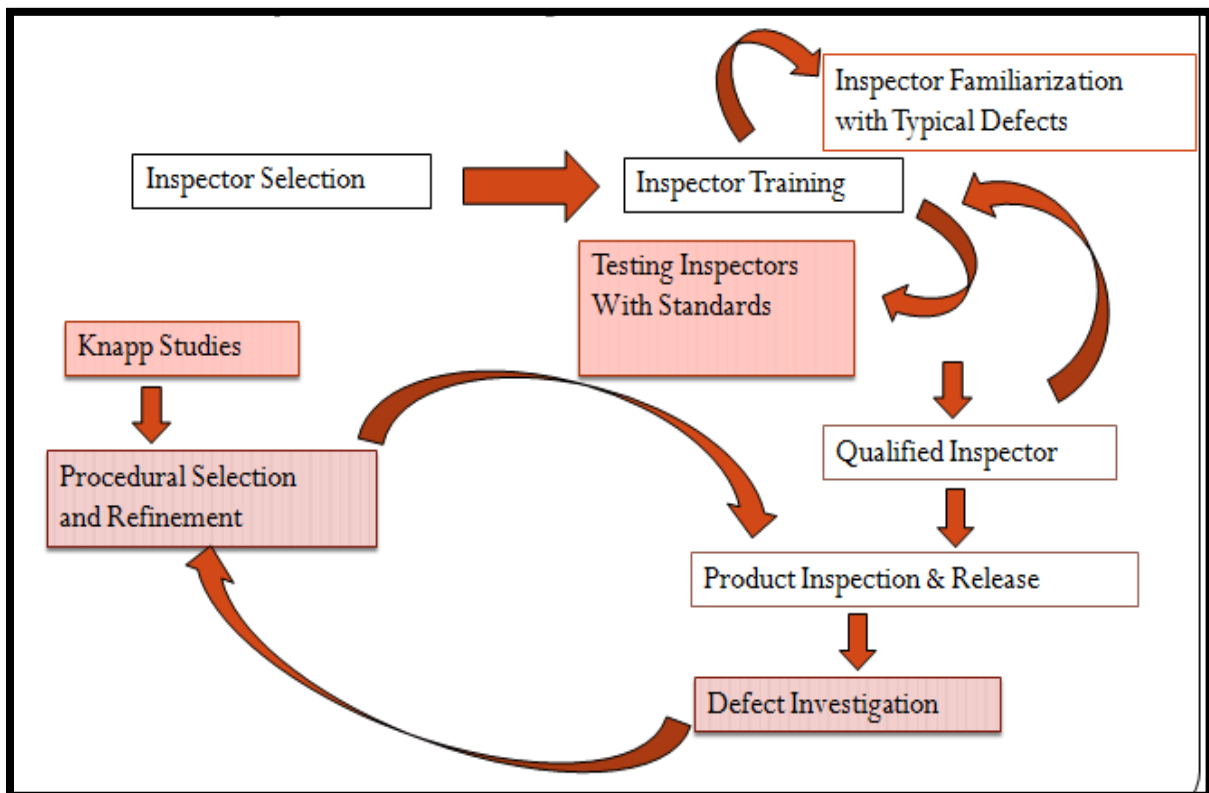 Inspector Familiarization
with Typical Defects
Inspector Selection
Inspector Training
Testing Inspectors
With Standards
Knapp Studies
Procedural Selection
and Refinement
Qualified Inspector
Product Inspection & Release
Defect Investigation